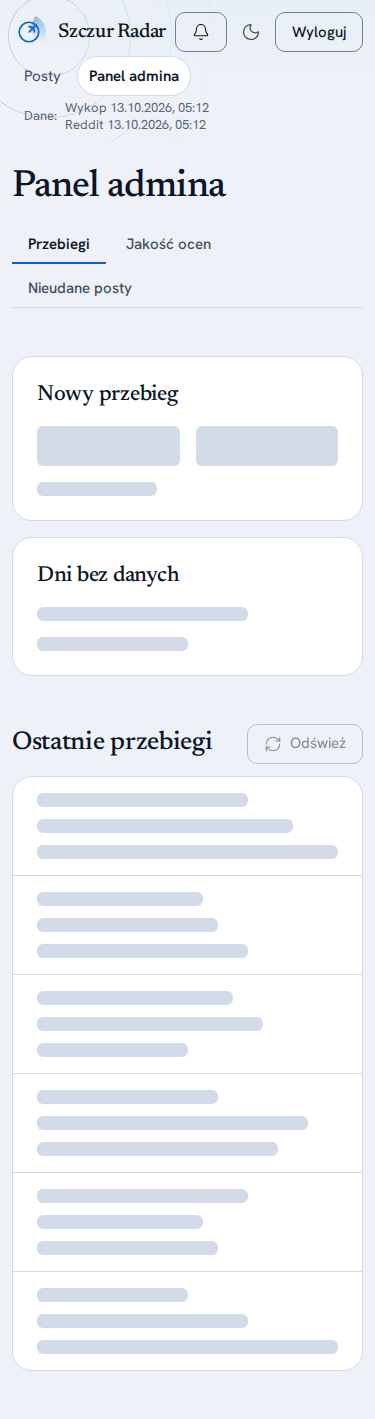 Szczur Radar
Wyloguj
Posty
Panel admina
Dane:
Wykop 13.10.2026, 05:12
Reddit 13.10.2026, 05:12
Panel admina
Przebiegi
Jakość ocen
Nieudane posty
Nowy przebieg
Dni bez danych
Ostatnie przebiegi
Odśwież